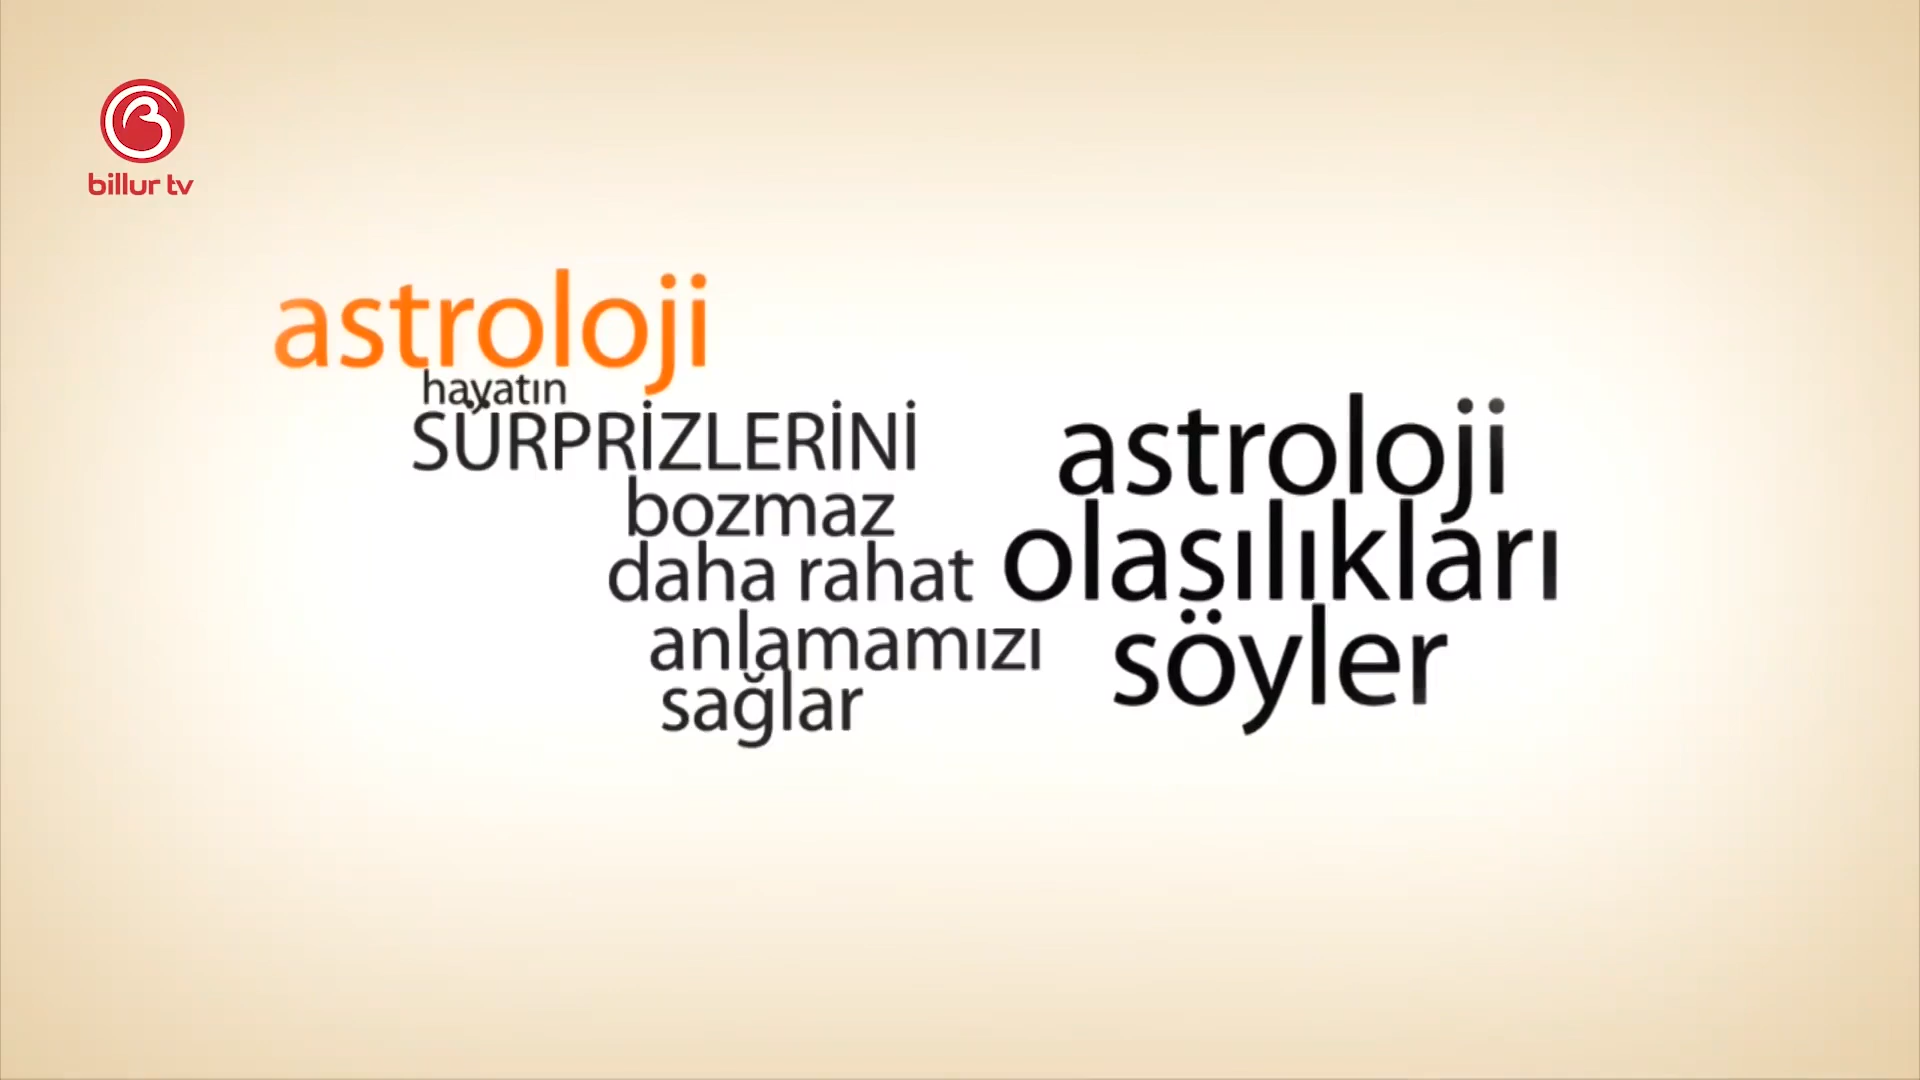 billur tv
astroloji
hayatın
SÜRPRİZLERİNİ
bozmaz
daha rahat
anlamamızı
sağlar
astroloji
olasılıkları
söyler